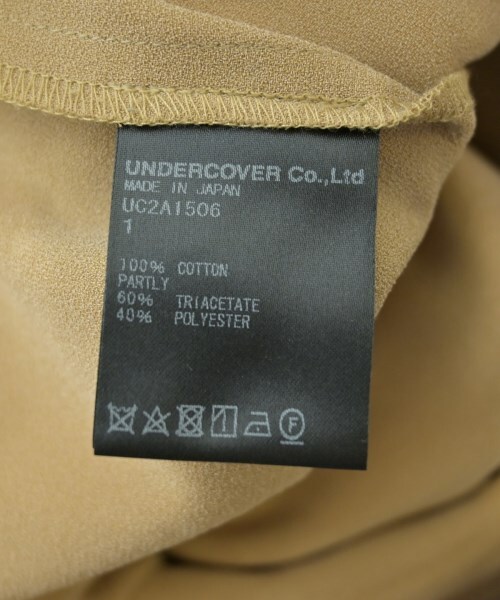 UNDERCOVER Co.,Ltd
MADE IN JAPAN
UC2A1506
1
100% COTTON
PARTLY
60% TRIACETATE
40% POLYESTER
F